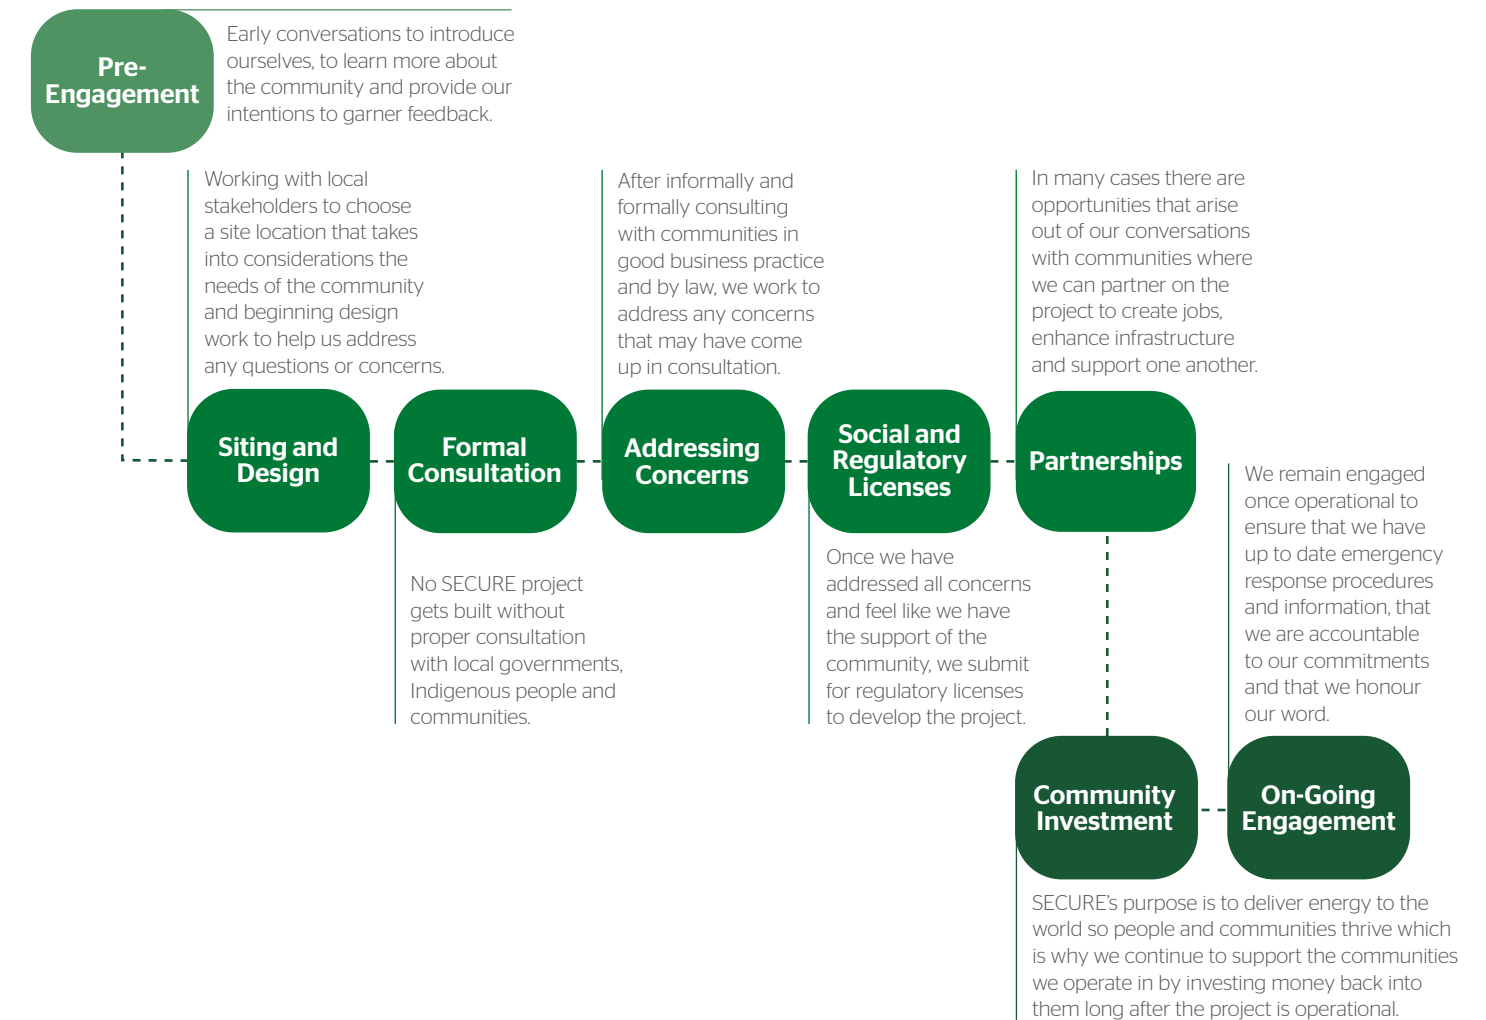 Pre-
Engagement
Early conversations to introduce
ourselves, to learn more about
the community and provide our
intentions to garner feedback.
Working with local
stakeholders to choose
a site location that takes
into considerations the
needs of the community
and beginning design
work to help us address
any questions or concerns.
Siting and
Design
Formal
Consultation
No SECURE project
gets built without
proper consultation
with local governments,
Indigenous people and
communities.
After informally and
formally consulting
with communities in
good business practice
and by law, we work to
address any concerns
that may have come
up in consultation.
Addressing
Concerns
Social and
Regulatory
Licenses
Once we have
addressed all concerns
and feel like we have
the support of the
community, we submit
for regulatory licenses
to develop the project.
In many cases there are
opportunities that arise
out of our conversations
with communities where
we can partner on the
project to create jobs,
enhance infrastructure
and support one another.
Partnerships
Community
Investment
SECURE's purpose is to deliver energy to the
world so people and communities thrive which
is why we continue to support the communities
we operate in by investing money back into
them long after the project is operational.
We remain engaged
once operational to
ensure that we have
up to date emergency
response procedures
and information, that
we are accountable
to our commitments
and that we honour
our word.
On-Going
Engagement